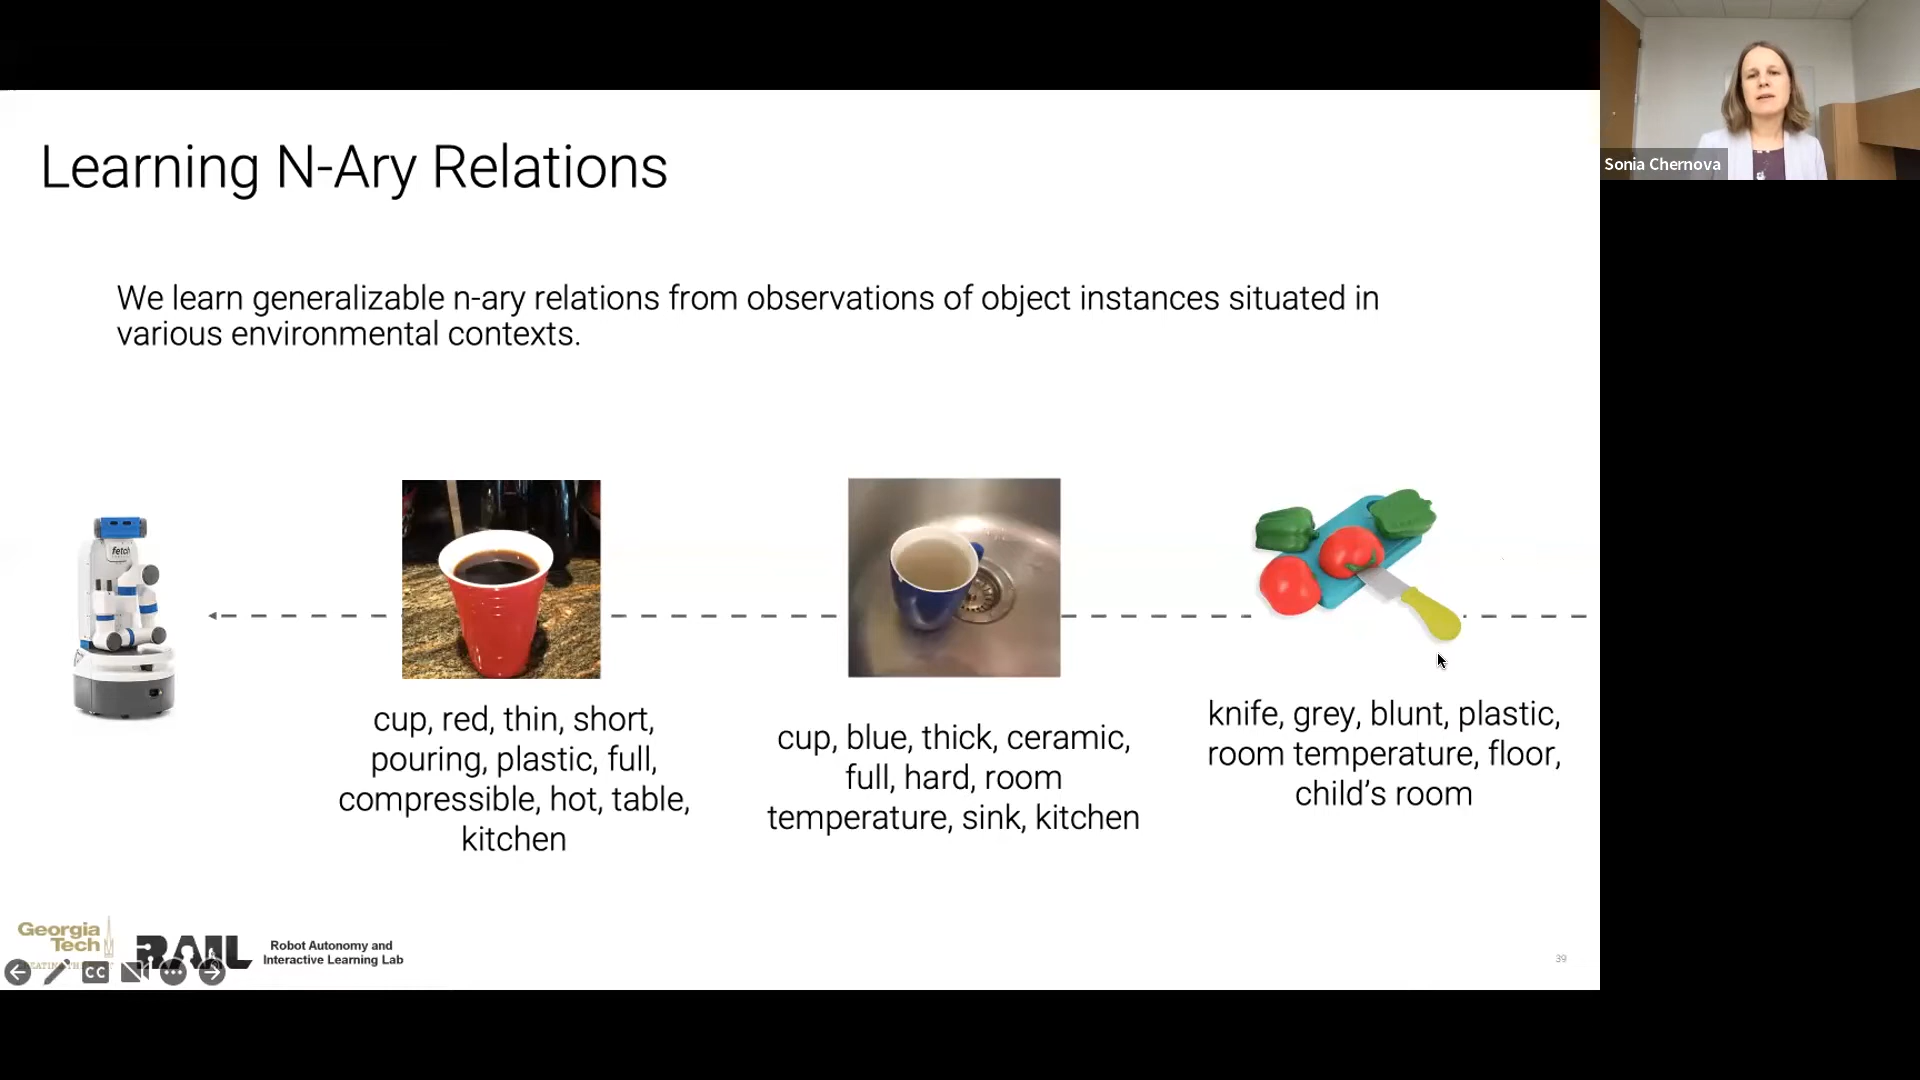 Sonia Chernova
Learning N-Ary Relations
We learn generalizable n-ary relations from observations of object instances situated in
various environmental contexts.
fetch
cup, red, thin, short,
pouring, plastic, full,
compressible, hot, table,
kitchen
cup, blue, thick, ceramic,
full, hard, room
temperature, sink, kitchen
knife, grey, blunt, plastic,
room temperature, floor,
child’s room
Georgia
Tech
RAIL
Robot Autonomy and
Interactive Learning Lab
CC
39